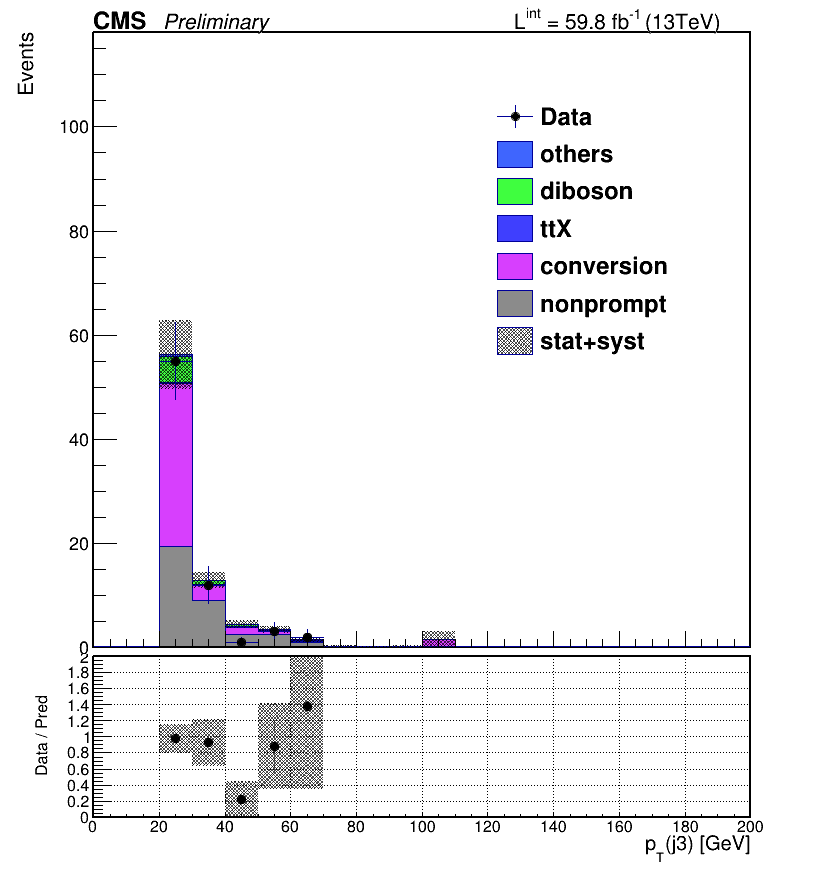 CMS Preliminary L^int = 59.8 fb^-1 (13TeV)
Events
100
80
60
40
20
0
Data
others
diboson
ttX
conversion
nonprompt
stat+syst
Data / Pred
2
1.8
1.6
1.4
1.2
1
0.8
0.6
0.4
0.2
0
0 20 40 60 80 100 120 140 160 180 200
p_T(j3) [GeV]